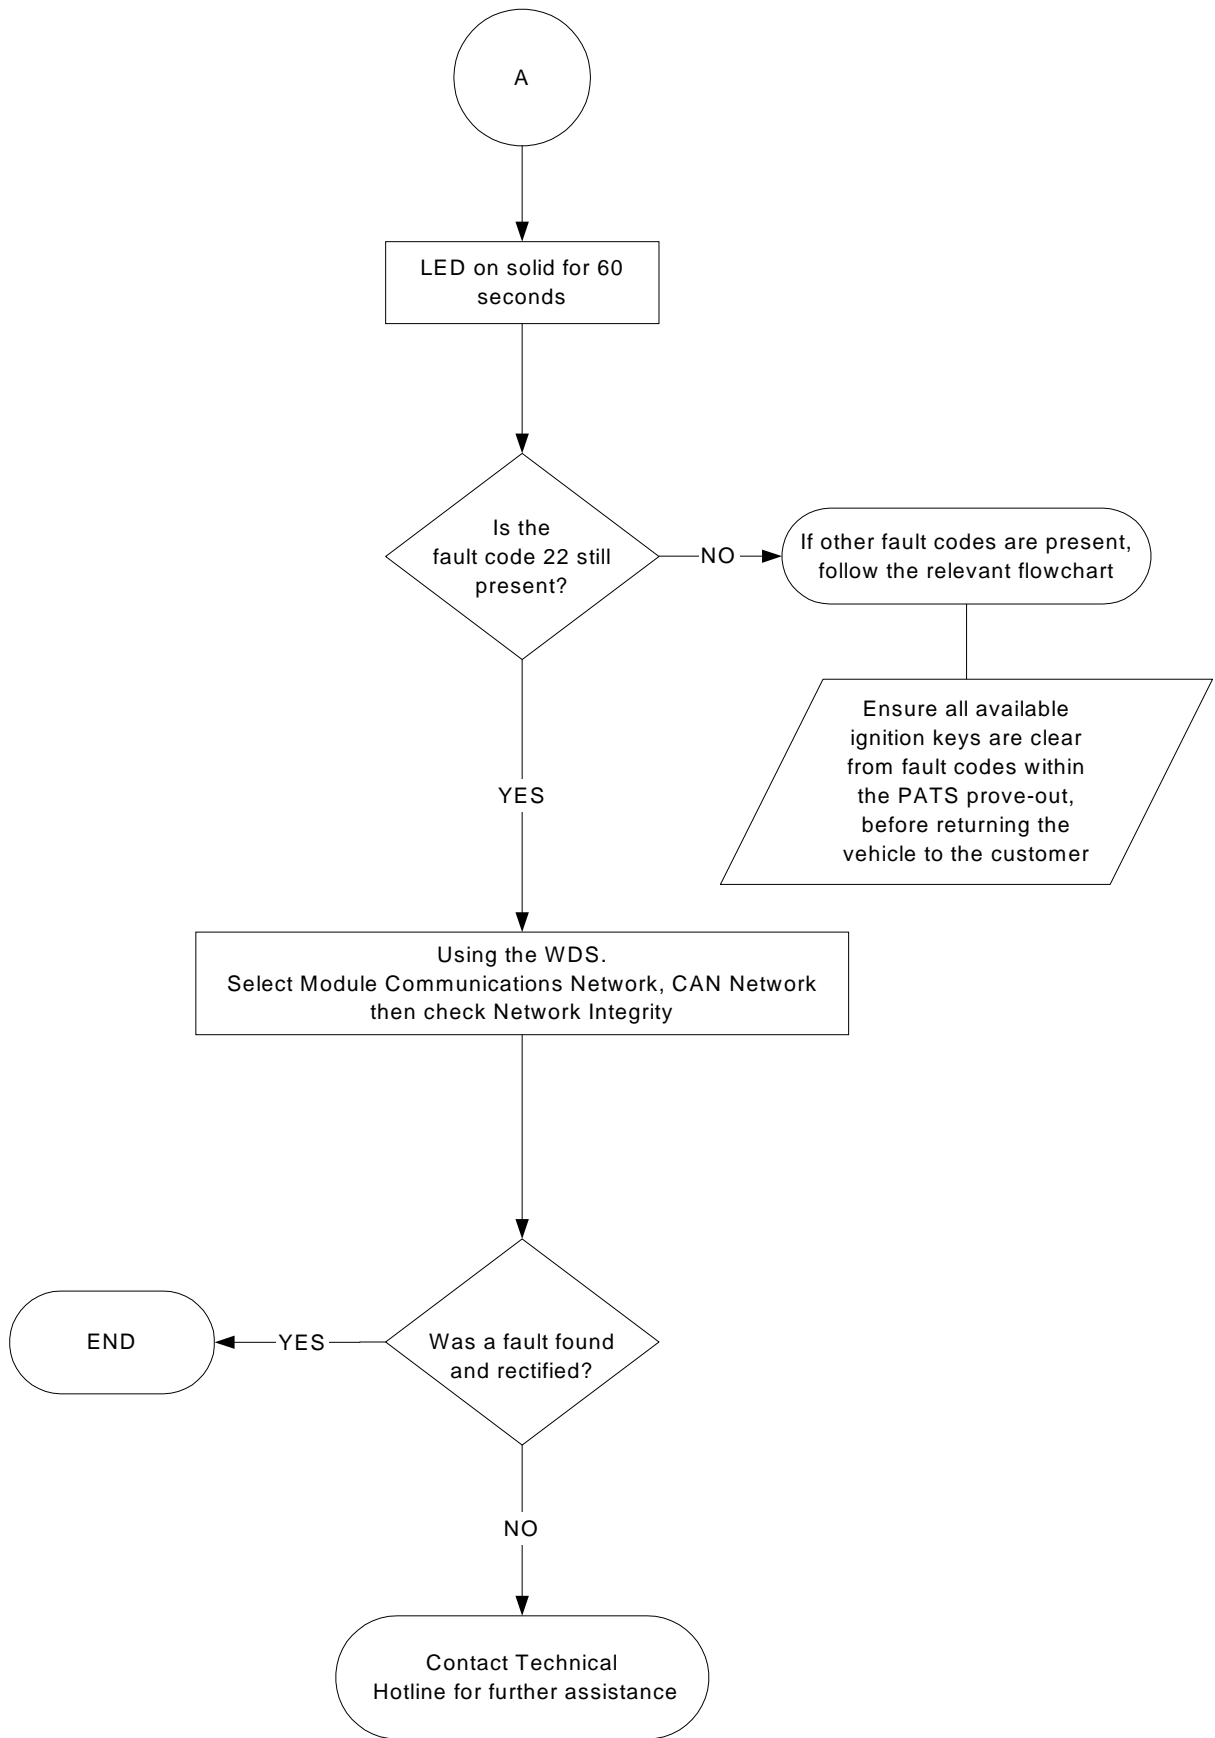 A
LED on solid for 60
seconds
Is the
fault code 22 still
present?
NO
If other fault codes are present,
follow the relevant flowchart
Ensure all available
ignition keys are clear
from fault codes within
the PATS prove-out,
before returning the
vehicle to the customer
YES
Using the WDS.
Select Module Communications Network, CAN Network
then check Network Integrity
Was a fault found
and rectified?
YES
END
NO
Contact Technical
Hotline for further assistance